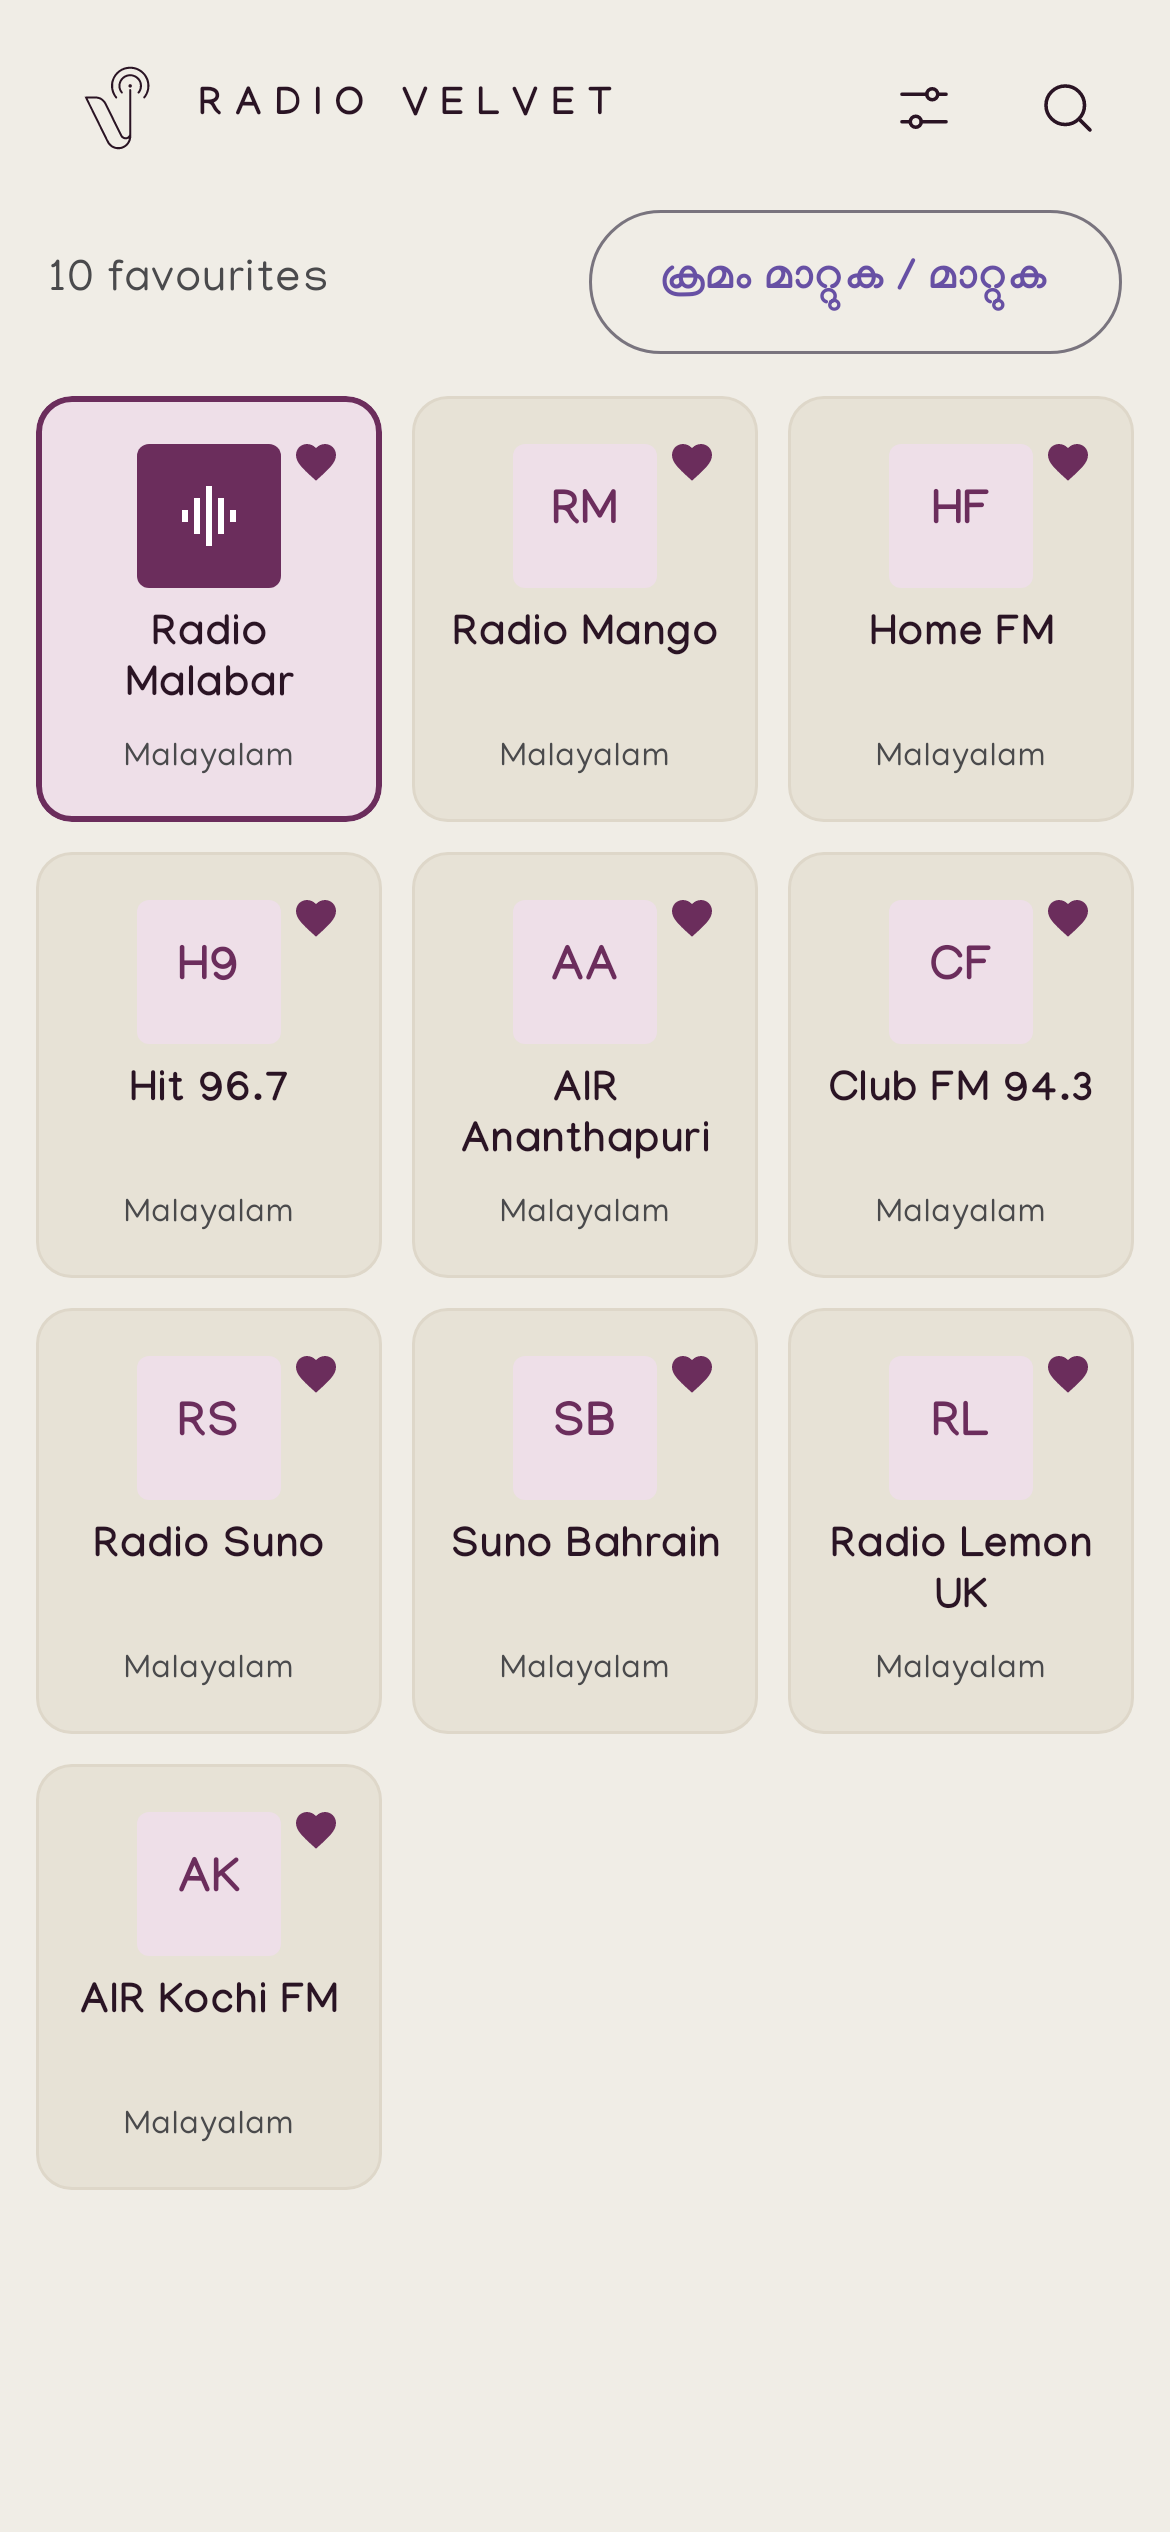 RADIO VELVET
10 favourites
ക്രമം മാറ്റുക / മാറ്റുക
RM
HF
Radio
Malabar
Radio Mango
Home FM
Malayalam
Malayalam
Malayalam
H9
AA
CF
Hit 96.7
AIR
Ananthapuri
Club FM 94.3
Malayalam
Malayalam
Malayalam
RS
SB
RL
Radio Suno
Suno Bahrain
Radio Lemon
UK
Malayalam
Malayalam
Malayalam
AK
AIR Kochi FM
Malayalam